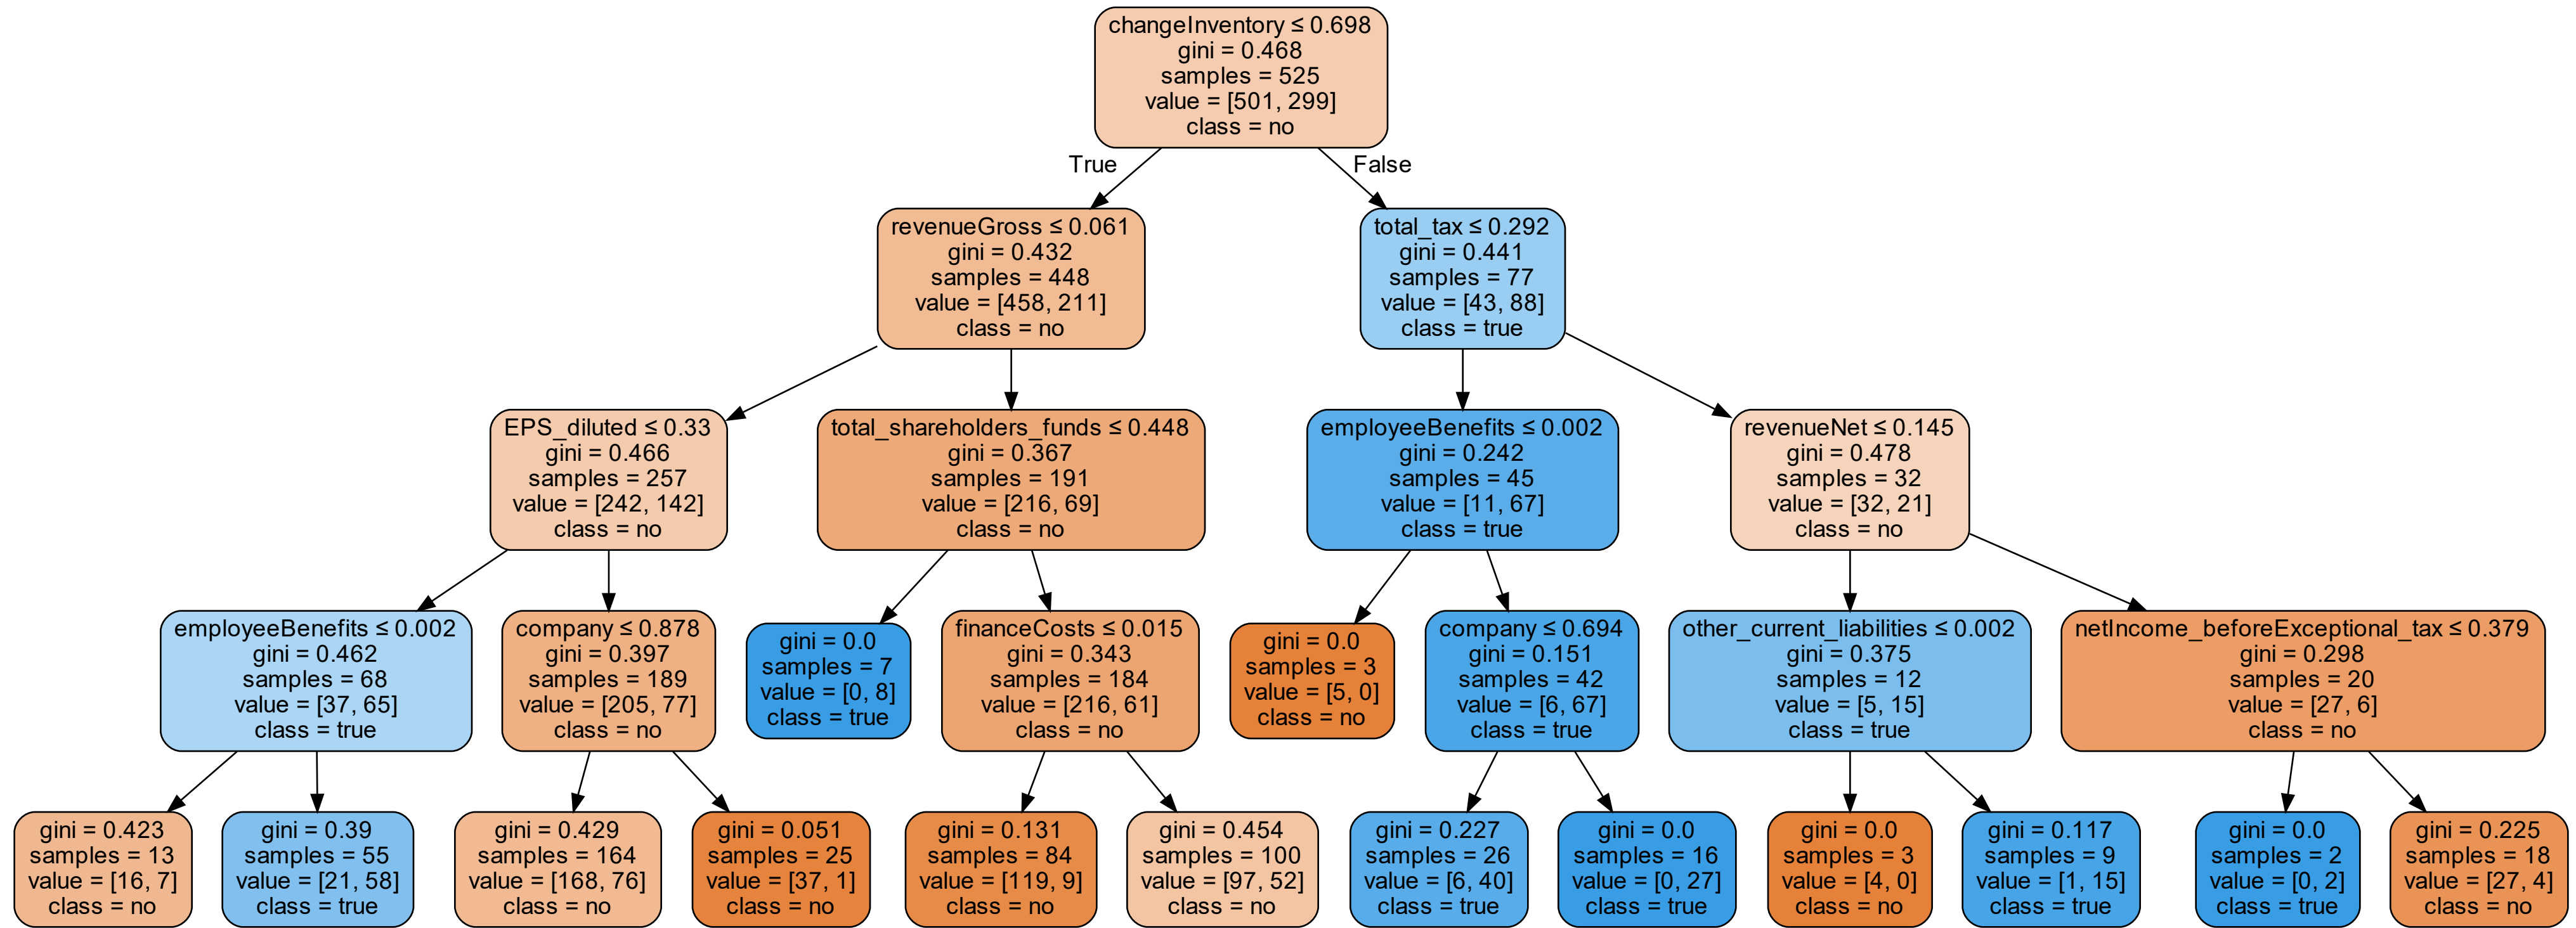 changeInventory ≤ 0.698
gini = 0.468
samples = 525
value = [501, 299]
class = no
True
False
revenueGross ≤ 0.061
gini = 0.432
samples = 448
value = [458, 211]
class = no
total_tax ≤ 0.292
gini = 0.441
samples = 77
value = [43, 88]
class = true
EPS_diluted ≤ 0.33
gini = 0.466
samples = 257
value = [242, 142]
class = no
total_shareholders_funds ≤ 0.448
gini = 0.367
samples = 191
value = [216, 69]
class = no
employeeBenefits ≤ 0.002
gini = 0.242
samples = 45
value = [11, 67]
class = true
revenueNet ≤ 0.145
gini = 0.478
samples = 32
value = [32, 21]
class = no
employeeBenefits ≤ 0.002
gini = 0.462
samples = 68
value = [37, 65]
class = true
company ≤ 0.878
gini = 0.397
samples = 189
value = [205, 77]
class = no
gini = 0.0
samples = 7
value = [0, 8]
class = true
financeCosts ≤ 0.015
gini = 0.343
samples = 184
value = [216, 61]
class = no
gini = 0.0
samples = 3
value = [5, 0]
class = no
company ≤ 0.694
gini = 0.151
samples = 42
value = [6, 67]
class = true
other_current_liabilities ≤ 0.002
gini = 0.375
samples = 12
value = [5, 15]
class = true
netIncome_beforeExceptional_tax ≤ 0.379
gini = 0.298
samples = 20
value = [27, 6]
class = no
gini = 0.423
samples = 13
value = [16, 7]
class = no
gini = 0.39
samples = 55
value = [21, 58]
class = true
gini = 0.429
samples = 164
value = [168, 76]
class = no
gini = 0.051
samples = 25
value = [37, 1]
class = no
gini = 0.131
samples = 84
value = [119, 9]
class = no
gini = 0.454
samples = 100
value = [97, 52]
class = no
gini = 0.227
samples = 26
value = [6, 40]
class = true
gini = 0.0
samples = 16
value = [0, 27]
class = true
gini = 0.0
samples = 3
value = [4, 0]
class = no
gini = 0.117
samples = 9
value = [1, 15]
class = true
gini = 0.0
samples = 2
value = [0, 2]
class = true
gini = 0.225
samples = 18
value = [27, 4]
class = no